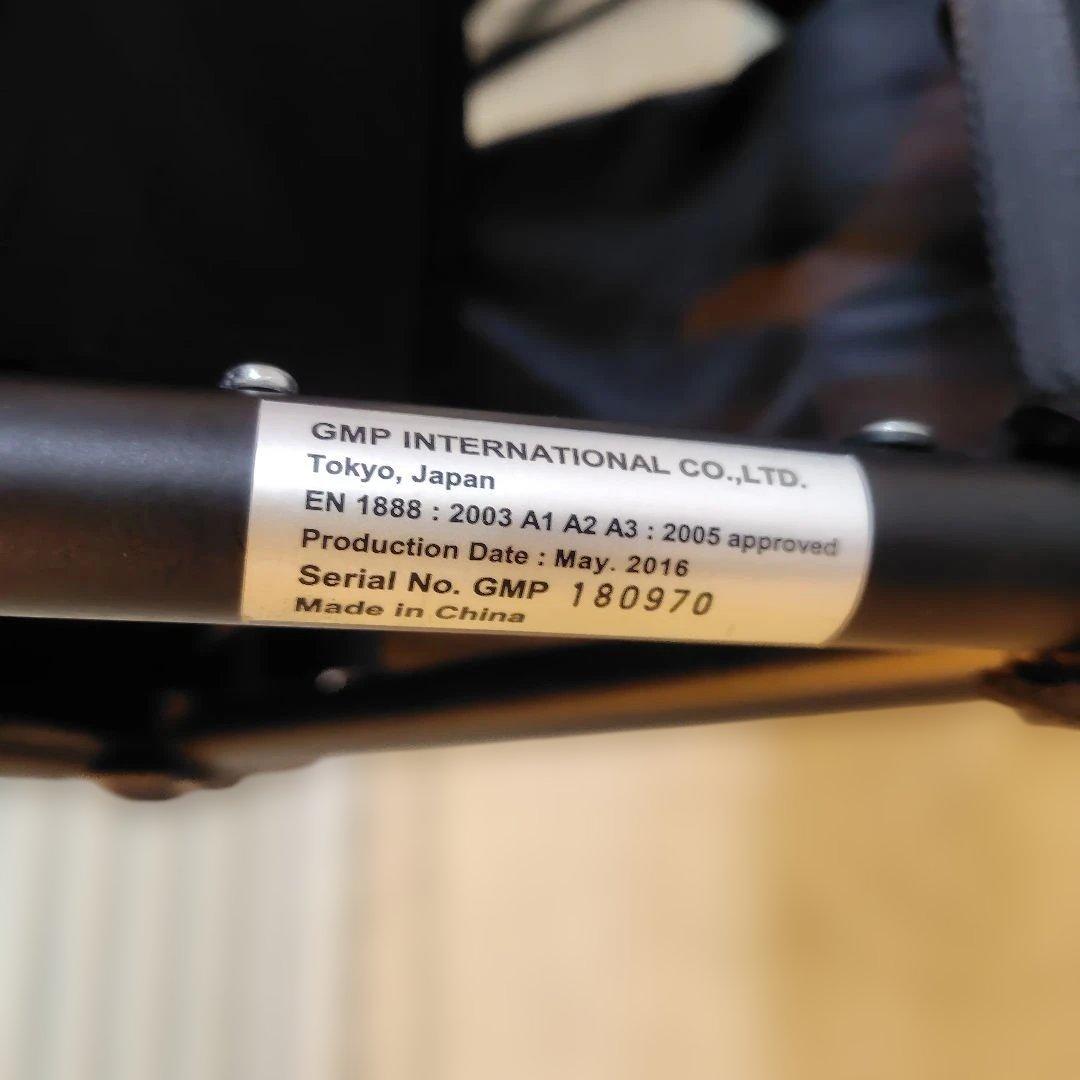 GMP INTERNATIONAL CO.,LTD.
Tokyo, Japan
EN 1888 : 2003 A1 A2 A3 : 2005 approved
Production Date : May. 2016
Serial No. GMP 180970
Made in China